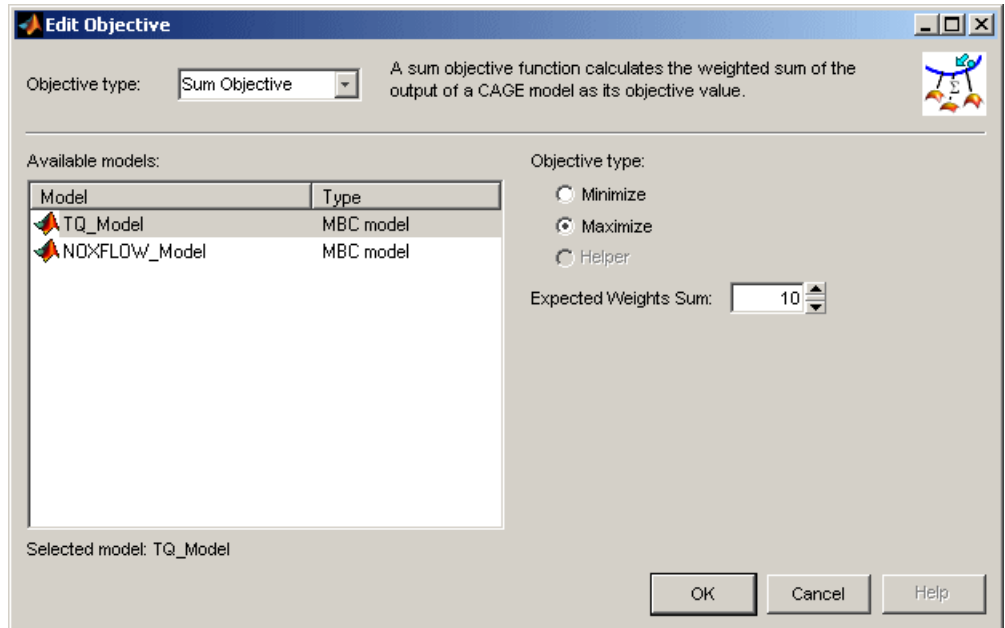 Edit Objective
Objective type:
Sum Objective
A sum objective function calculates the weighted sum of the
output of a CAGE model as its objective value.
Σ
Available models:
Model Type
TQ_Model MBC model
NOXFLOW_Model MBC model
Selected model: TQ_Model
Objective type:
Minimize
Maximize
Helper
Expected Weights Sum: 10
OK Cancel Help